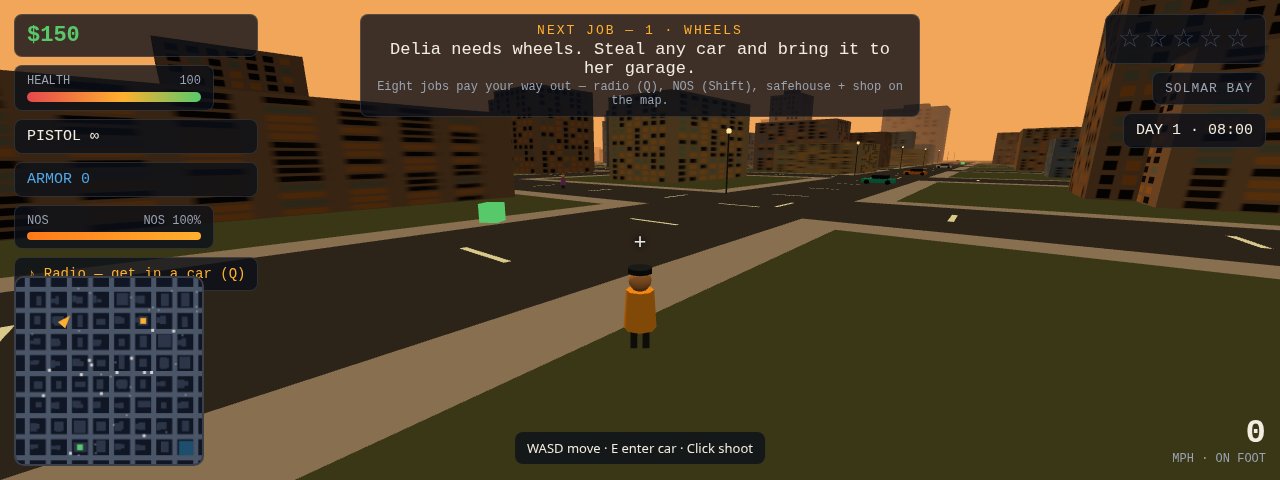 $150
HEALTH 100
PISTOL ∞
ARMOR 0
NOS NOS 100%
♪ Radio — get in a car (Q)
NEXT JOB — 1 · WHEELS
Delia needs wheels. Steal any car and bring it to
her garage.
Eight jobs pay your way out — radio (Q), NOS (Shift), safehouse + shop on
the map.
☆☆☆☆☆
SOLMAR BAY
DAY 1 · 08:00
WASD move · E enter car · Click shoot
0
MPH · ON FOOT